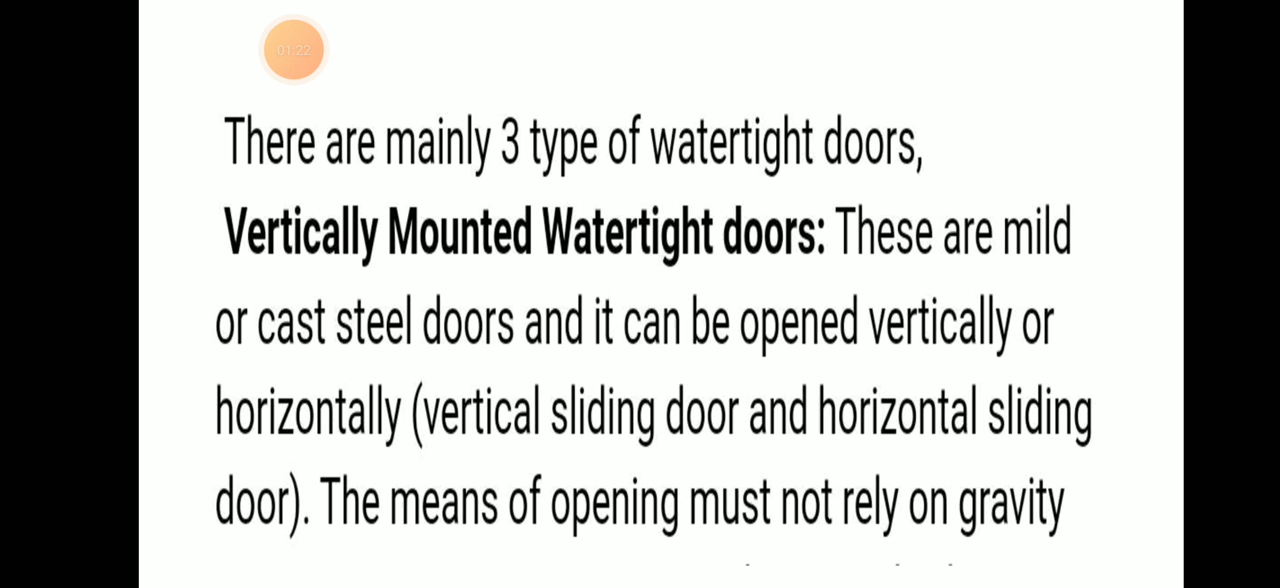 01:22
There are mainly 3 type of watertight doors,
Vertically Mounted Watertight doors: These are mild
or cast steel doors and it can be opened vertically or
horizontally (vertical sliding door and horizontal sliding
door). The means of opening must not rely on gravity